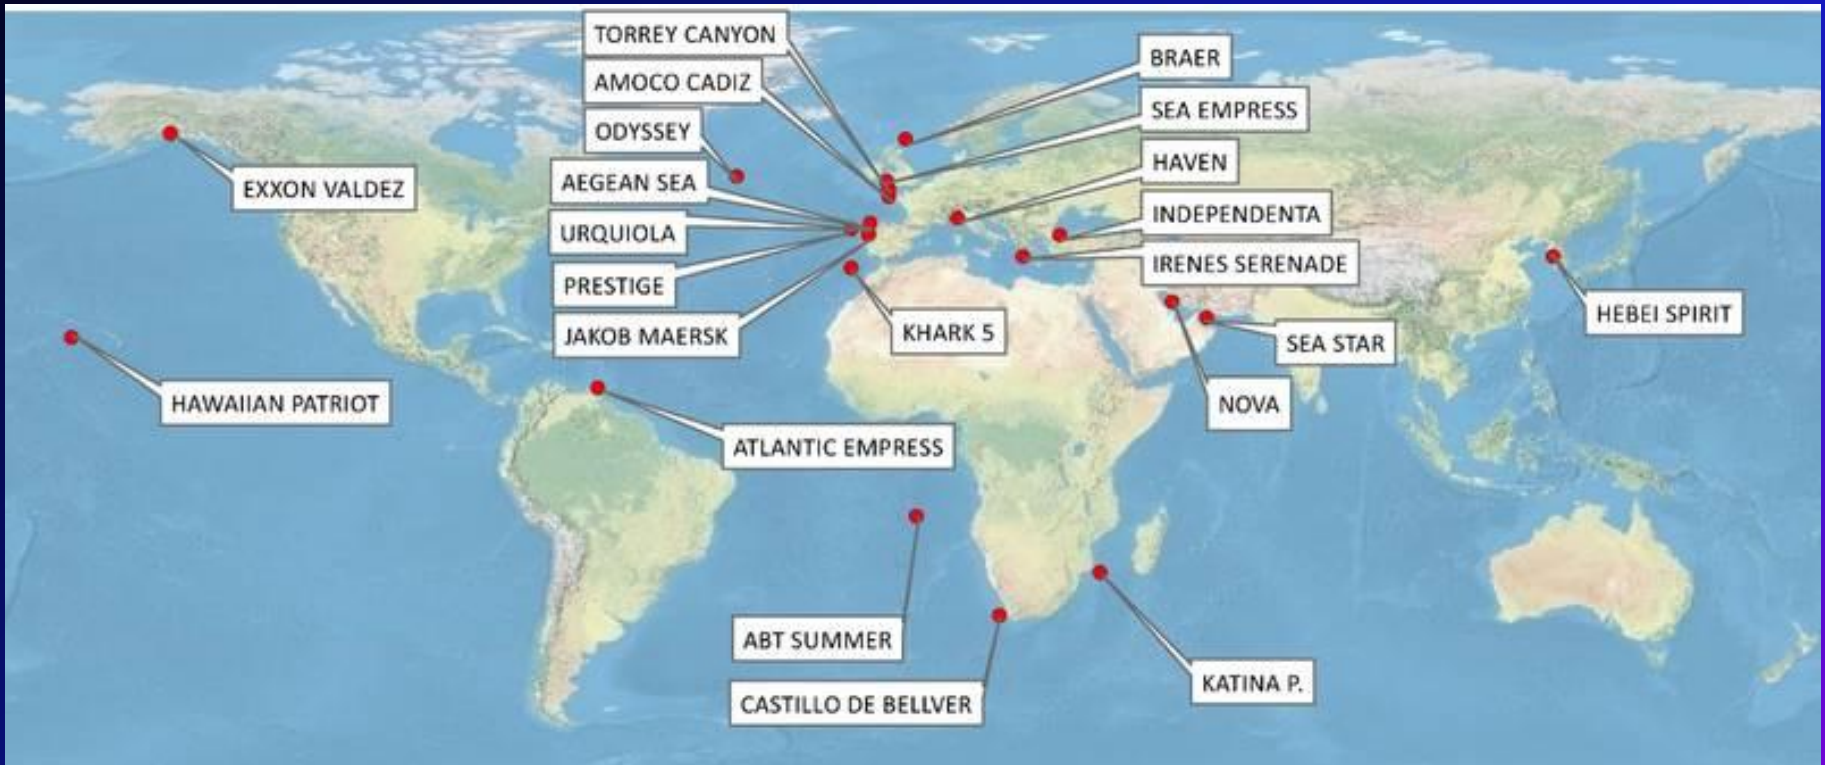 TORREY CANYON
AMOCO CADIZ
ODYSSEY
AEGEAN SEA
URQUIOLA
PRESTIGE
JAKOB MAERSK
EXXON VALDEZ
HAWAIIAN PATRIOT
BRAER
SEA EMPRESS
HAVEN
INDEPENDENTA
IRENES SERENADE
KHARK 5
SEA STAR
NOVA
HEBEI SPIRIT
ATLANTIC EMPRESS
ABT SUMMER
CASTILLO DE BELLVER
KATINA P.